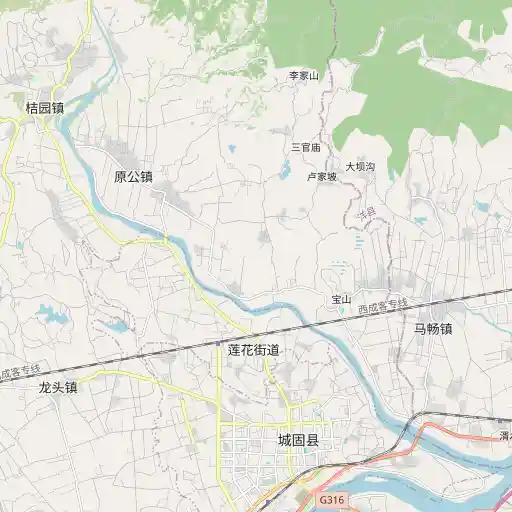 李家山
桔园镇
三官庙
大坝沟
原公镇
卢家坡
洋县
宝山
西成客专线
马畅镇
莲花街道
西成客专线
龙头镇
城固县
G316